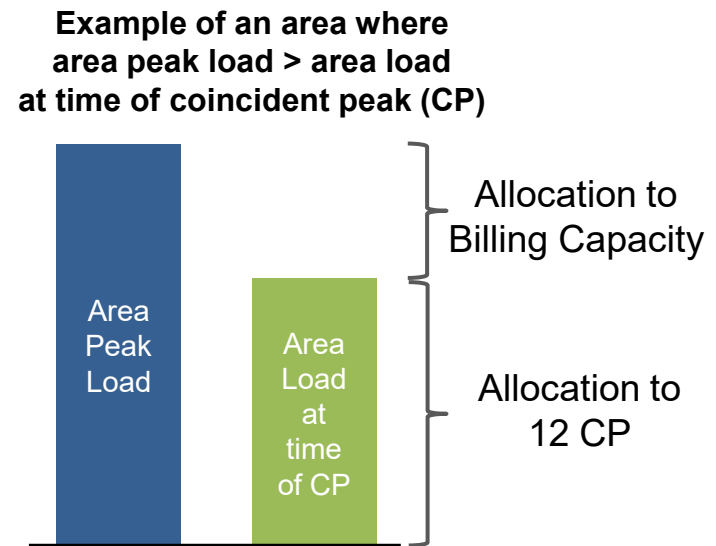 Example of an area where
area peak load > area load
at time of coincident peak (CP)
Allocation to
Billing Capacity
Area
Peak
Load
Area
Load
at
time
of CP
Allocation to
12 CP